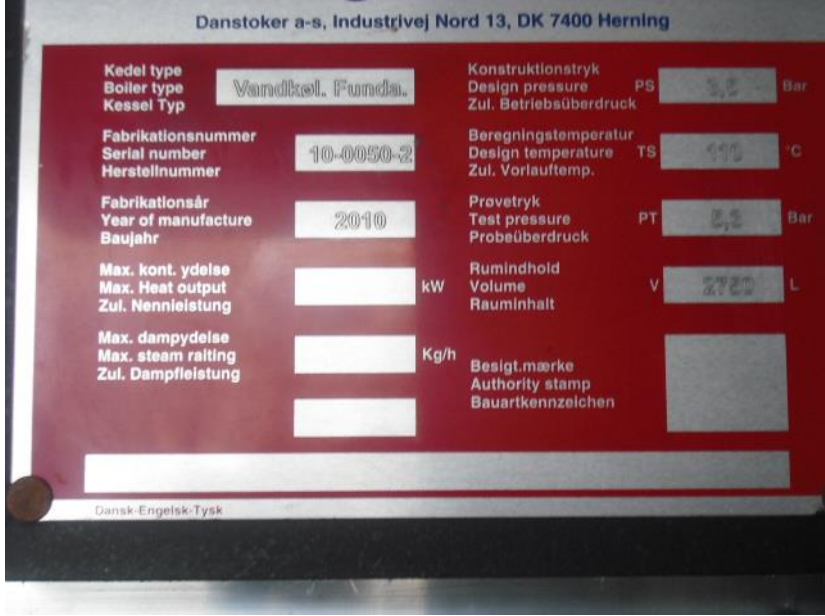 Danstoker a-s, Industrivej Nord 13, DK 7400 Herning
Kedel type
Boiler type
Kessel Typ
Vandkøl. Funda.
Fabrikationsnummer
Serial number
Herstellnummer
10-0050-2
Fabrikationsår
Year of manufacture
Baujahr
2010
Max. kont. ydelse
Max. Heat output
Zul. Nennleistung
kW
Max. dampydelse
Max. steam raiting
Zul. Dampfleistung
Kg/h
Konstruktionstryk
Design pressure
Zul. Betriebsüberdruck
PS
Bar
Beregningstemperatur
Design temperature
Zul. Vorlauftemp.
TS
°C
Prøvetryk
Test pressure
Probeüberdruck
PT
Bar
Rumindhold
Volume
Rauminhalt
V
L
Besigt.mærke
Authority stamp
Bauartkennzeichen
Dansk-Engelsk-Tysk